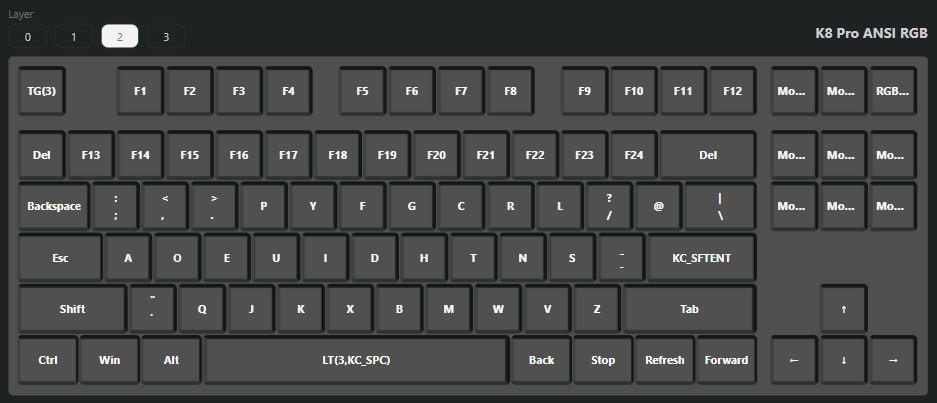 Layer
0 1 2 3
K8 Pro ANSI RGB
TG(3) F1 F2 F3 F4 F5 F6 F7 F8 F9 F10 F11 F12 Mo... Mo... RGB...
Del F13 F14 F15 F16 F17 F18 F19 F20 F21 F22 F23 F24 Del Mo... Mo... Mo...
: < > ? |
Backspace ; , . P Y F G C R L / @ \ Mo... Mo... Mo...
Esc A O E U I D H T N S - - KC_SFTENT
Shift ¨ . Q J K X B M W V Z Tab ↑
Ctrl Win Alt LT(3,KC_SPC) Back Stop Refresh Forward ← ↓ →